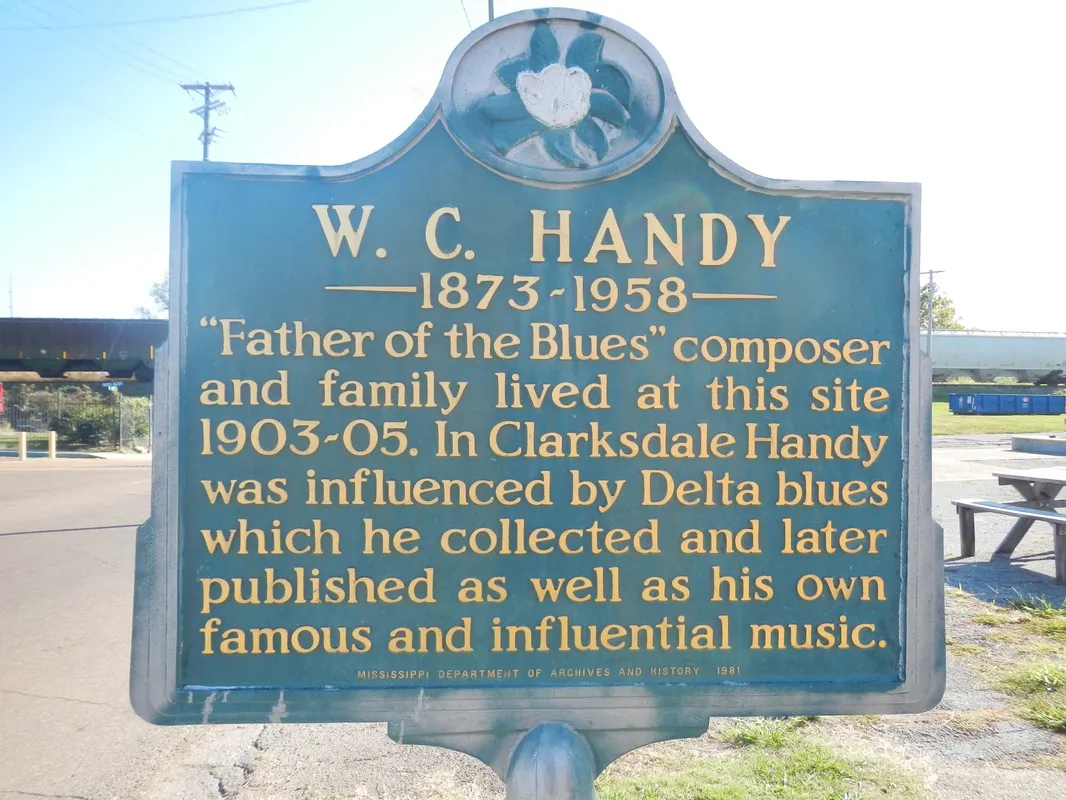 W. C. HANDY
1873-1958
"Father of the Blues" composer
and family lived at this site
1903-05. In Clarksdale Handy
was influenced by Delta blues
which he collected and later
published as well as his own
famous and influential music.
MISSISSIPPI DEPARTMENT OF ARCHIVES AND HISTORY 1981